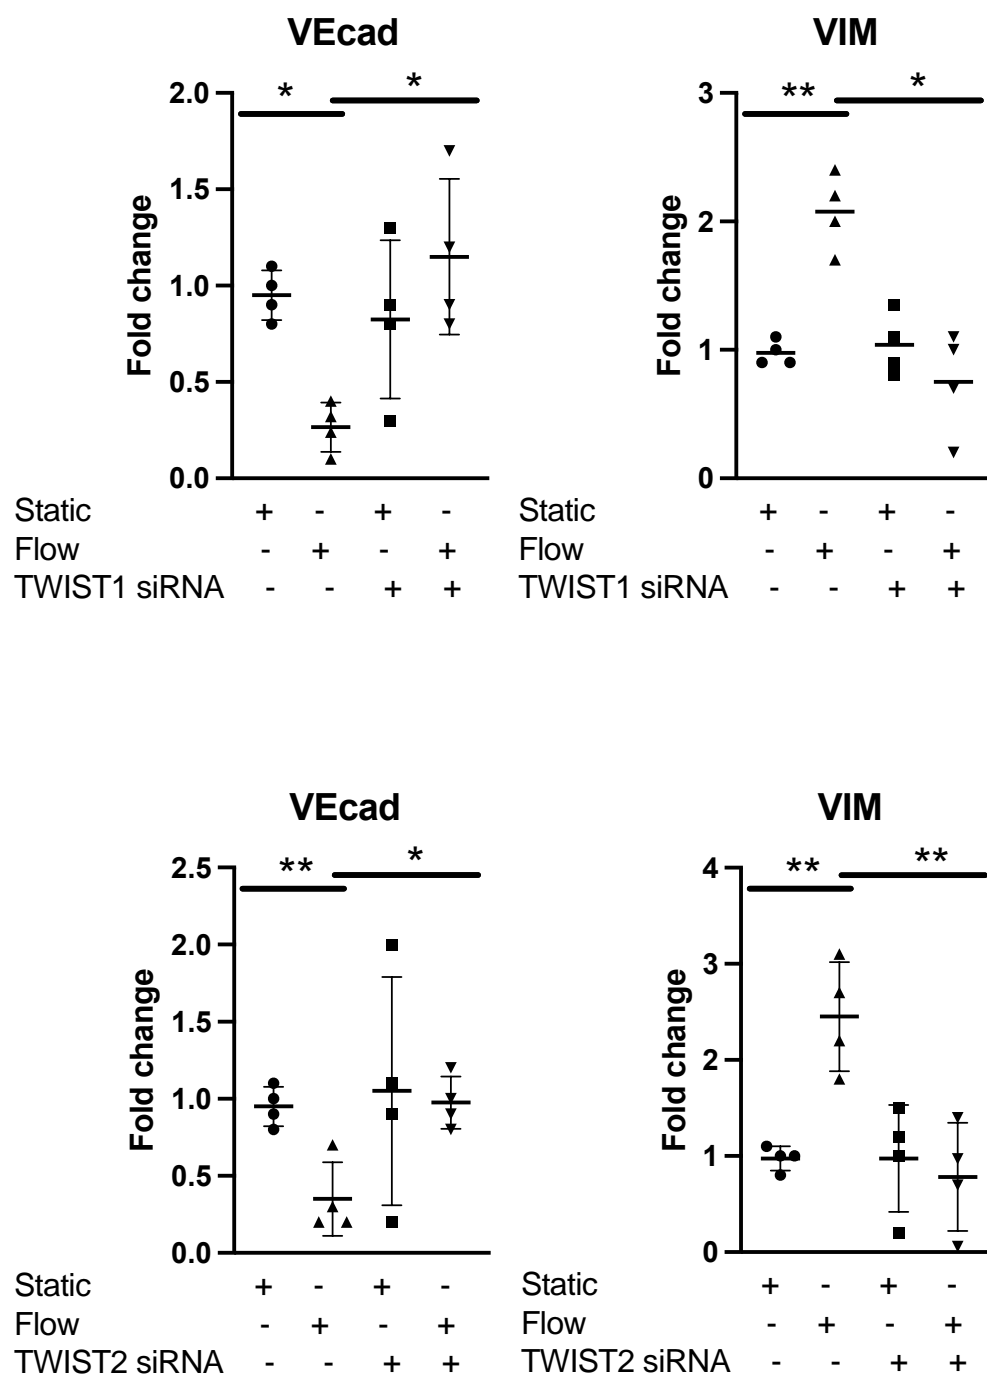 VEcad
* *
2.0
1.5
1.0
0.5
0.0
Fold change
Static + - + -
Flow - + - +
TWIST1 siRNA - - + +
VIM
** *
3
2
1
0
Fold change
Static + - + -
Flow - + - +
TWIST1 siRNA - - + +
VEcad
** *
2.5
2.0
1.5
1.0
0.5
0.0
Fold change
Static + - + -
Flow - + - +
TWIST2 siRNA - - + +
VIM
** **
4
3
2
1
0
Fold change
Static + - + -
Flow - + - +
TWIST2 siRNA - - + +